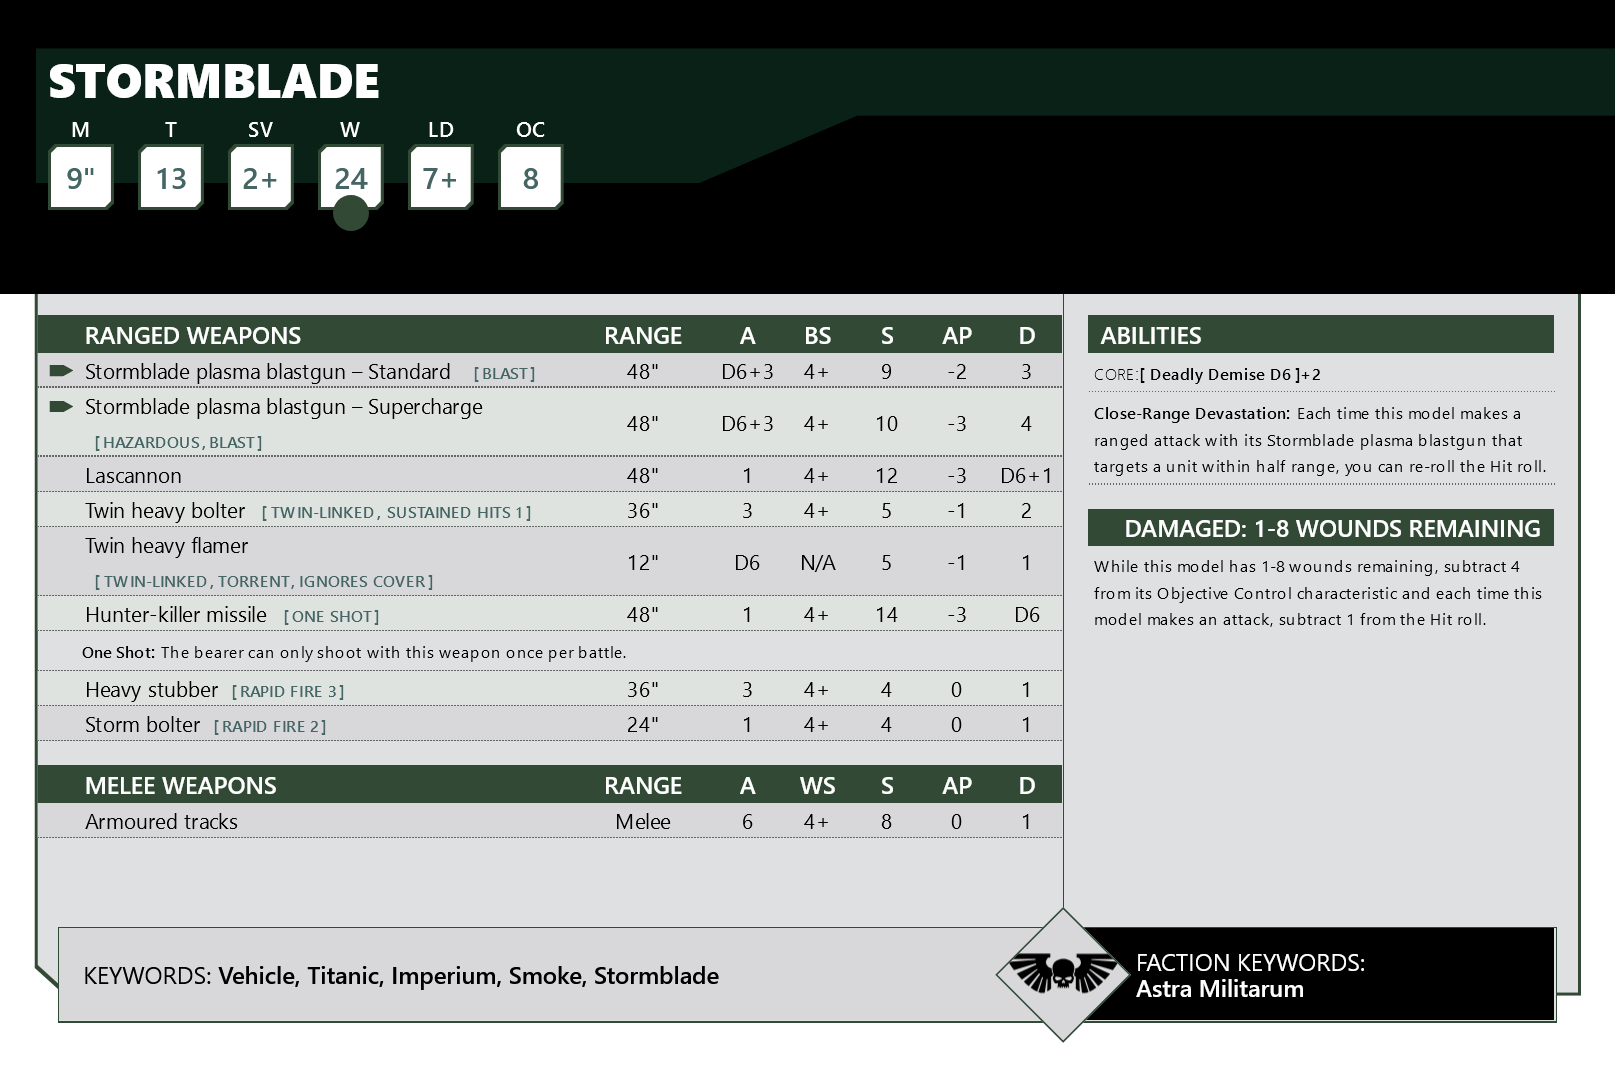 STORMBLADE
M T SV W LD OC
9" 13 2+ 24 7+ 8
RANGED WEAPONS RANGE A BS S AP D
Stormblade plasma blastgun – Standard [BLAST] 48" D6+3 4+ 9 -2 3
Stormblade plasma blastgun – Supercharge
[HAZARDOUS, BLAST] 48" D6+3 4+ 10 -3 4
Lascannon 48" 1 4+ 12 -3 D6+1
Twin heavy bolter [TWIN-LINKED, SUSTAINED HITS 1] 36" 3 4+ 5 -1 2
Twin heavy flamer
[TWIN-LINKED, TORRENT, IGNORES COVER] 12" D6 N/A 5 -1 1
Hunter-killer missile [ONE SHOT] 48" 1 4+ 14 -3 D6
One Shot: The bearer can only shoot with this weapon once per battle.
Heavy stubber [RAPID FIRE 3] 36" 3 4+ 4 0 1
Storm bolter [RAPID FIRE 2] 24" 1 4+ 4 0 1
MELEE WEAPONS RANGE A WS S AP D
Armoured tracks Melee 6 4+ 8 0 1
ABILITIES
CORE:[Deadly Demise D6]+2
Close-Range Devastation: Each time this model makes a
ranged attack with its Stormblade plasma blastgun that
targets a unit within half range, you can re-roll the Hit roll.
DAMAGED: 1-8 WOUNDS REMAINING
While this model has 1-8 wounds remaining, subtract 4
from its Objective Control characteristic and each time this
model makes an attack, subtract 1 from the Hit roll.
KEYWORDS: Vehicle, Titanic, Imperium, Smoke, Stormblade
FACTION KEYWORDS:
Astra Militarum